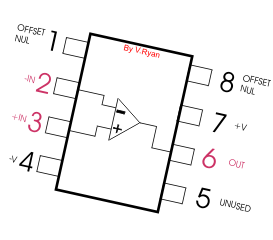 By V.Ryan
OFFSET
NUL
1
-IN
2
+IN
3
-V
4
8
OFFSET
NUL
7
+V
6
OUT
5
UNUSED
-
+